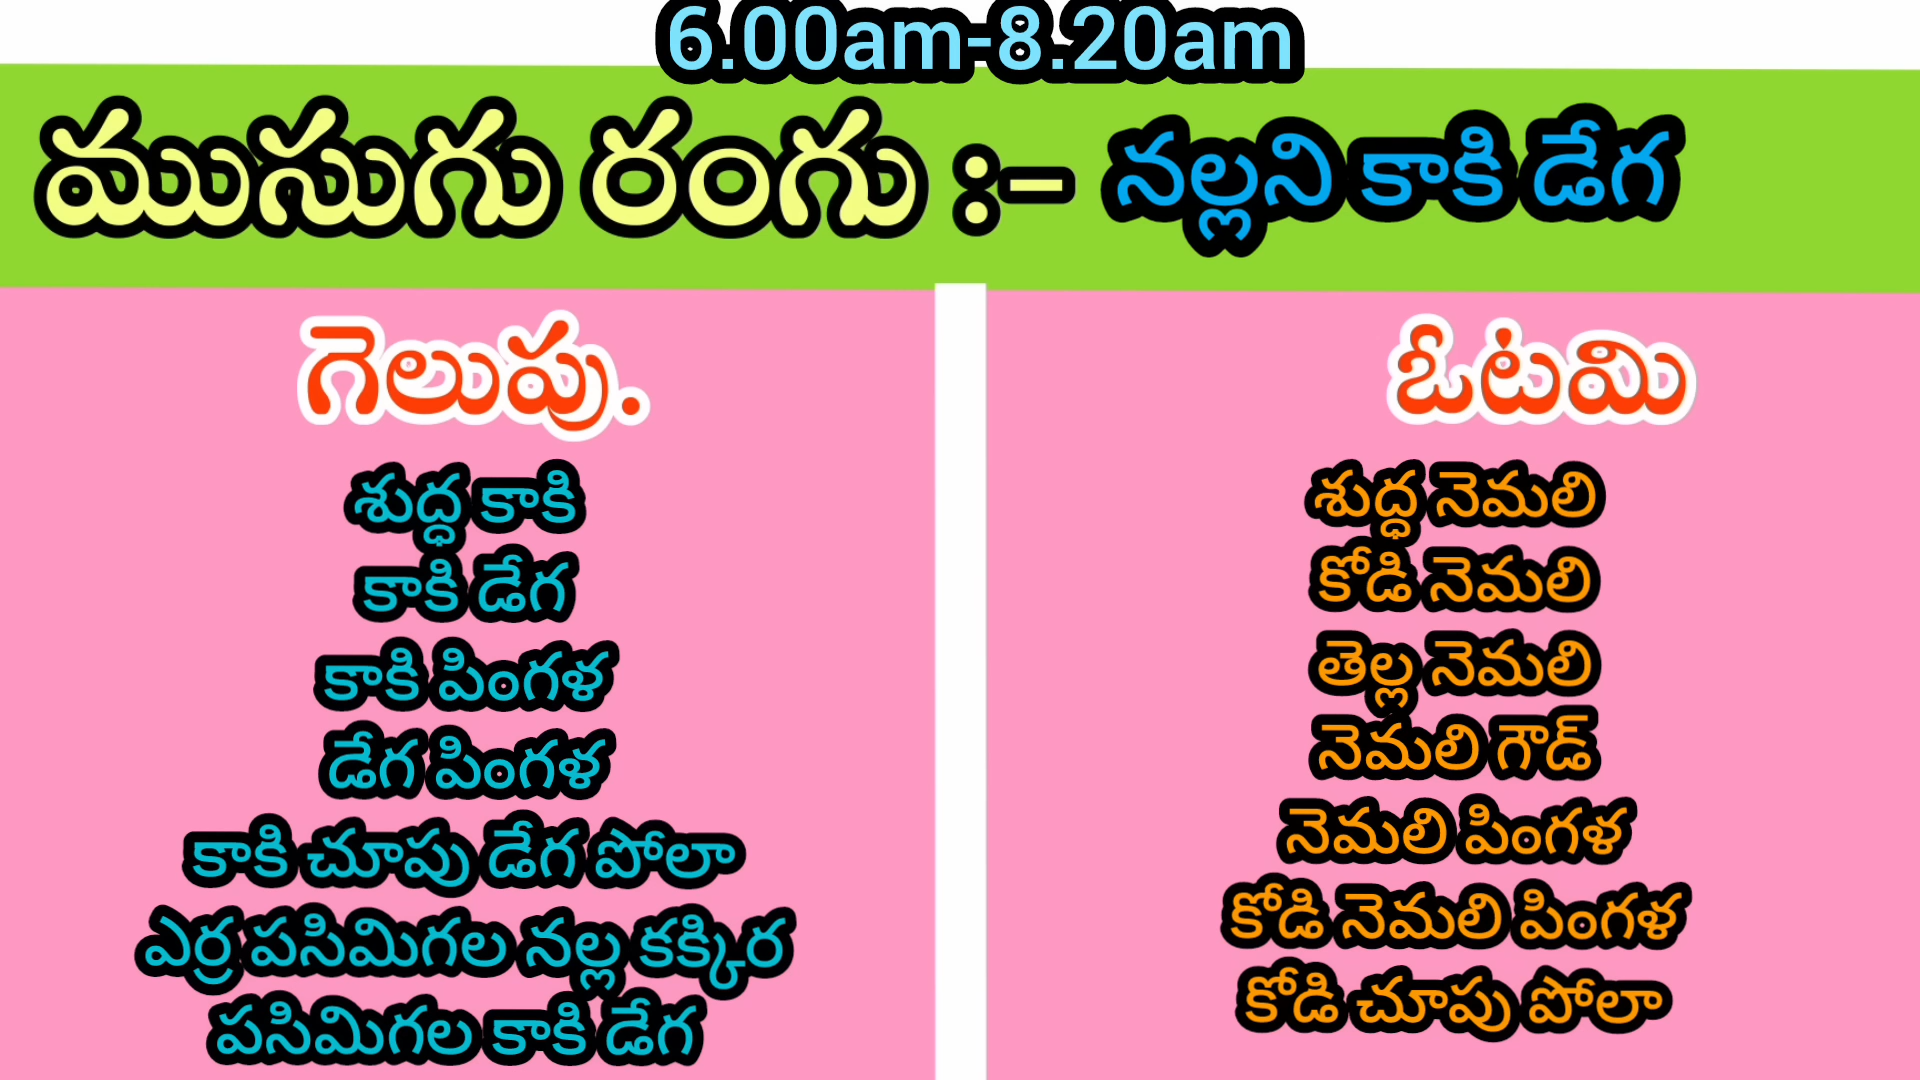 6.00am-8.20am
ముసుగు రంగు :- నల్లని కాకి డేగ
గెలుపు.
శుద్ధ కాకి
కాకి డేగ
కాకి పింగళ
డేగ పింగళ
కాకి చూపు డేగ పోలా
ఎర్ర పసిమిగల నల్ల కక్కిర
పసిమిగల కాకి డేగ
ఓటమి
శుద్ధ నెమలి
కోడి నెమలి
తెల్ల నెమలి
నెమలి గౌడ్
నెమలి పింగళ
కోడి నెమలి పింగళ
కోడి చూపు పోలా